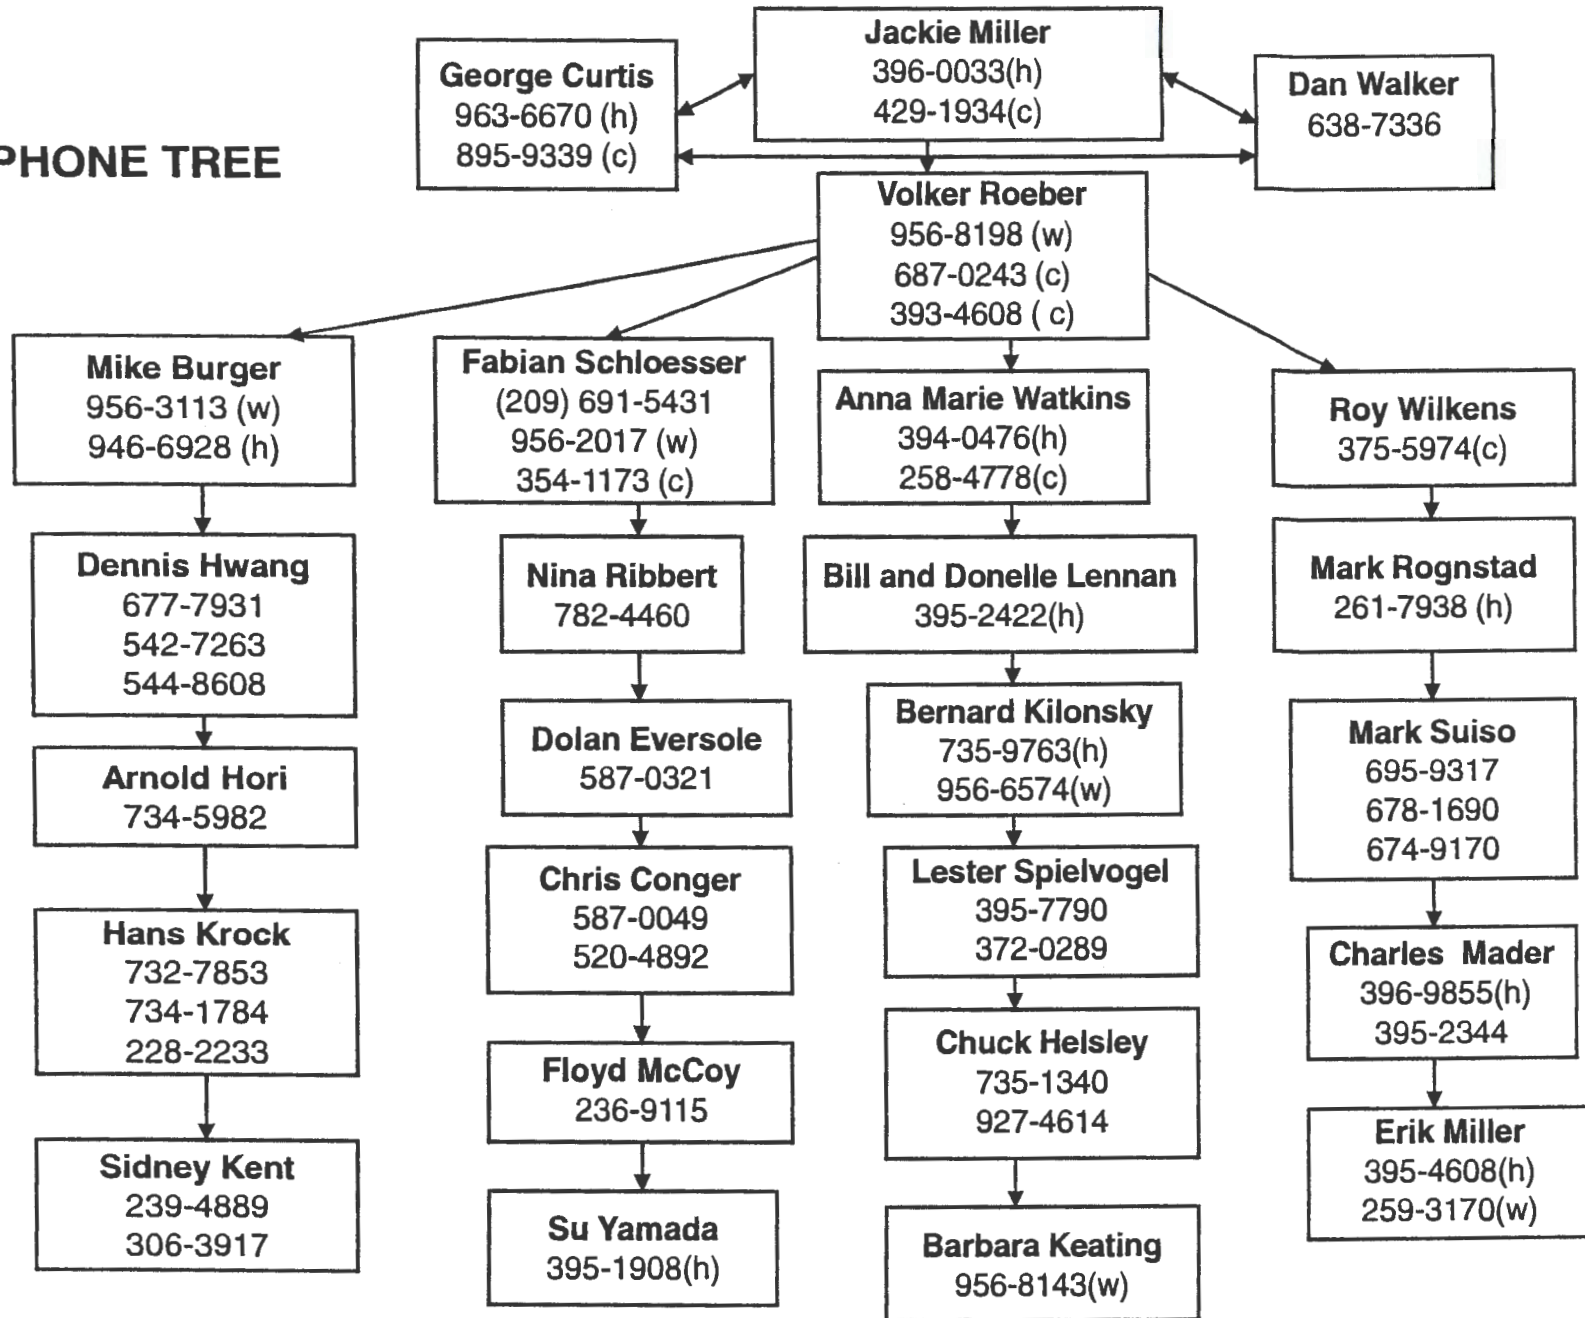 PHONE TREE
George Curtis
963-6670 (h)
895-9339 (c)
Jackie Miller
396-0033(h)
429-1934(c)
Dan Walker
638-7336
Volker Roeber
956-8198 (w)
687-0243 (c)
393-4608 ( c)
Mike Burger
956-3113 (w)
946-6928 (h)
Dennis Hwang
677-7931
542-7263
544-8608
Arnold Hori
734-5982
Hans Krock
732-7853
734-1784
228-2233
Sidney Kent
239-4889
306-3917
Fabian Schloesser
(209) 691-5431
956-2017 (w)
354-1173 (c)
Nina Ribbert
782-4460
Dolan Eversole
587-0321
Chris Conger
587-0049
520-4892
Floyd McCoy
236-9115
Su Yamada
395-1908(h)
Anna Marie Watkins
394-0476(h)
258-4778(c)
Bill and Donelle Lennan
395-2422(h)
Bernard Kilonsky
735-9763(h)
956-6574(w)
Lester Spielvogel
395-7790
372-0289
Chuck Helsley
735-1340
927-4614
Barbara Keating
956-8143(w)
Roy Wilkens
375-5974(c)
Mark Rognstad
261-7938 (h)
Mark Suiso
695-9317
678-1690
674-9170
Charles  Mader
396-9855(h)
395-2344
Erik Miller
395-4608(h)
259-3170(w)